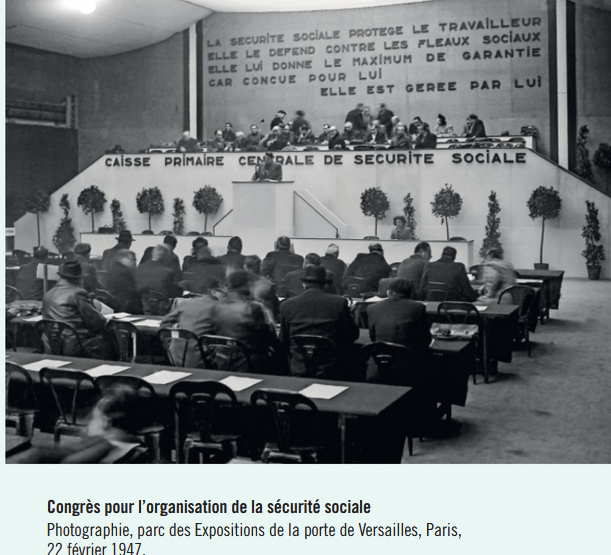 LA SECURITE SOCIALE PROTEGE LE TRAVAILLEUR
ELLE LE DEFEND CONTRE LES FLEAUX SOCIAUX
ELLE LUI DONNE LE MAXIMUM DE GARANTIE
CAR CONCUE POUR LUI
ELLE EST GEREE PAR LUI
CAISSE PRIMAIRE CENTRALE DE SECURITE SOCIALE
Congrès pour l'organisation de la sécurité sociale
Photographie, parc des Expositions de la porte de Versailles, Paris,
22 février 1947.